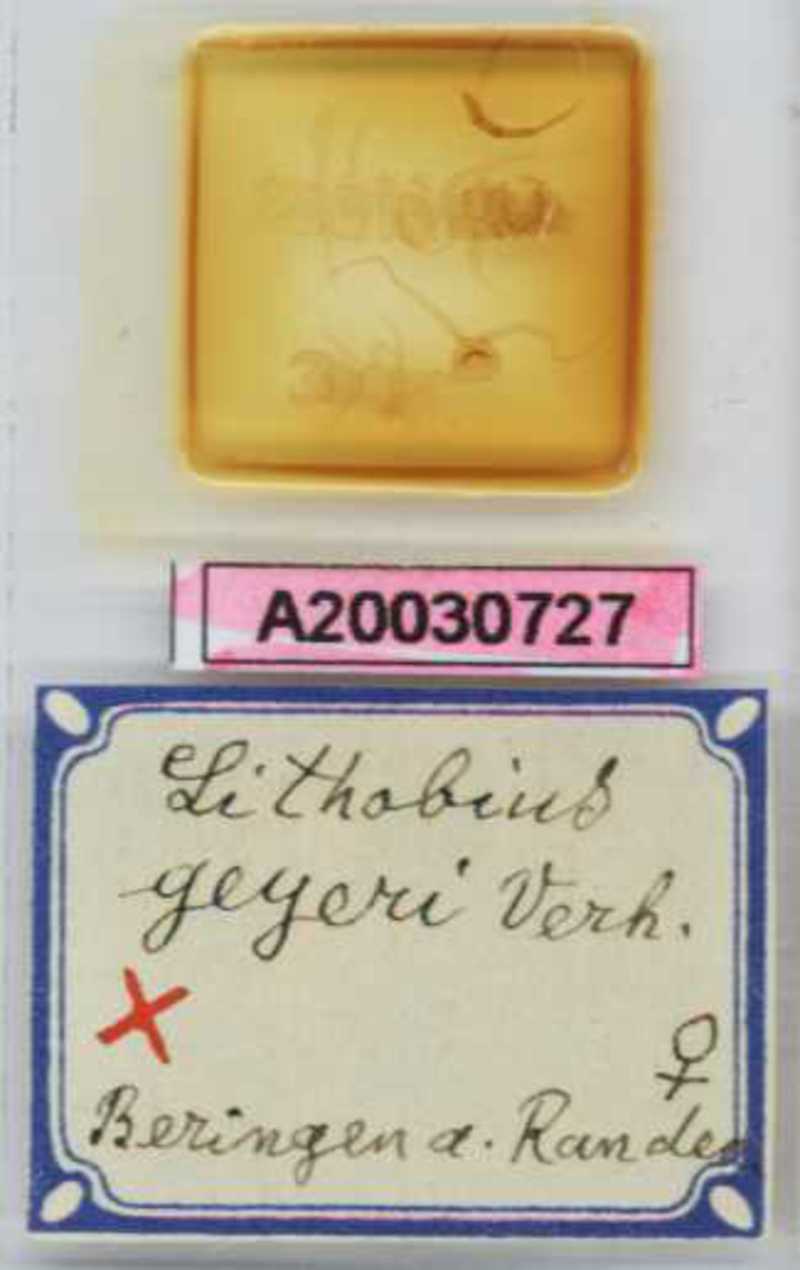 A20030727
Lithobius
geyeri Verh.
♀
Beringen a. Randen